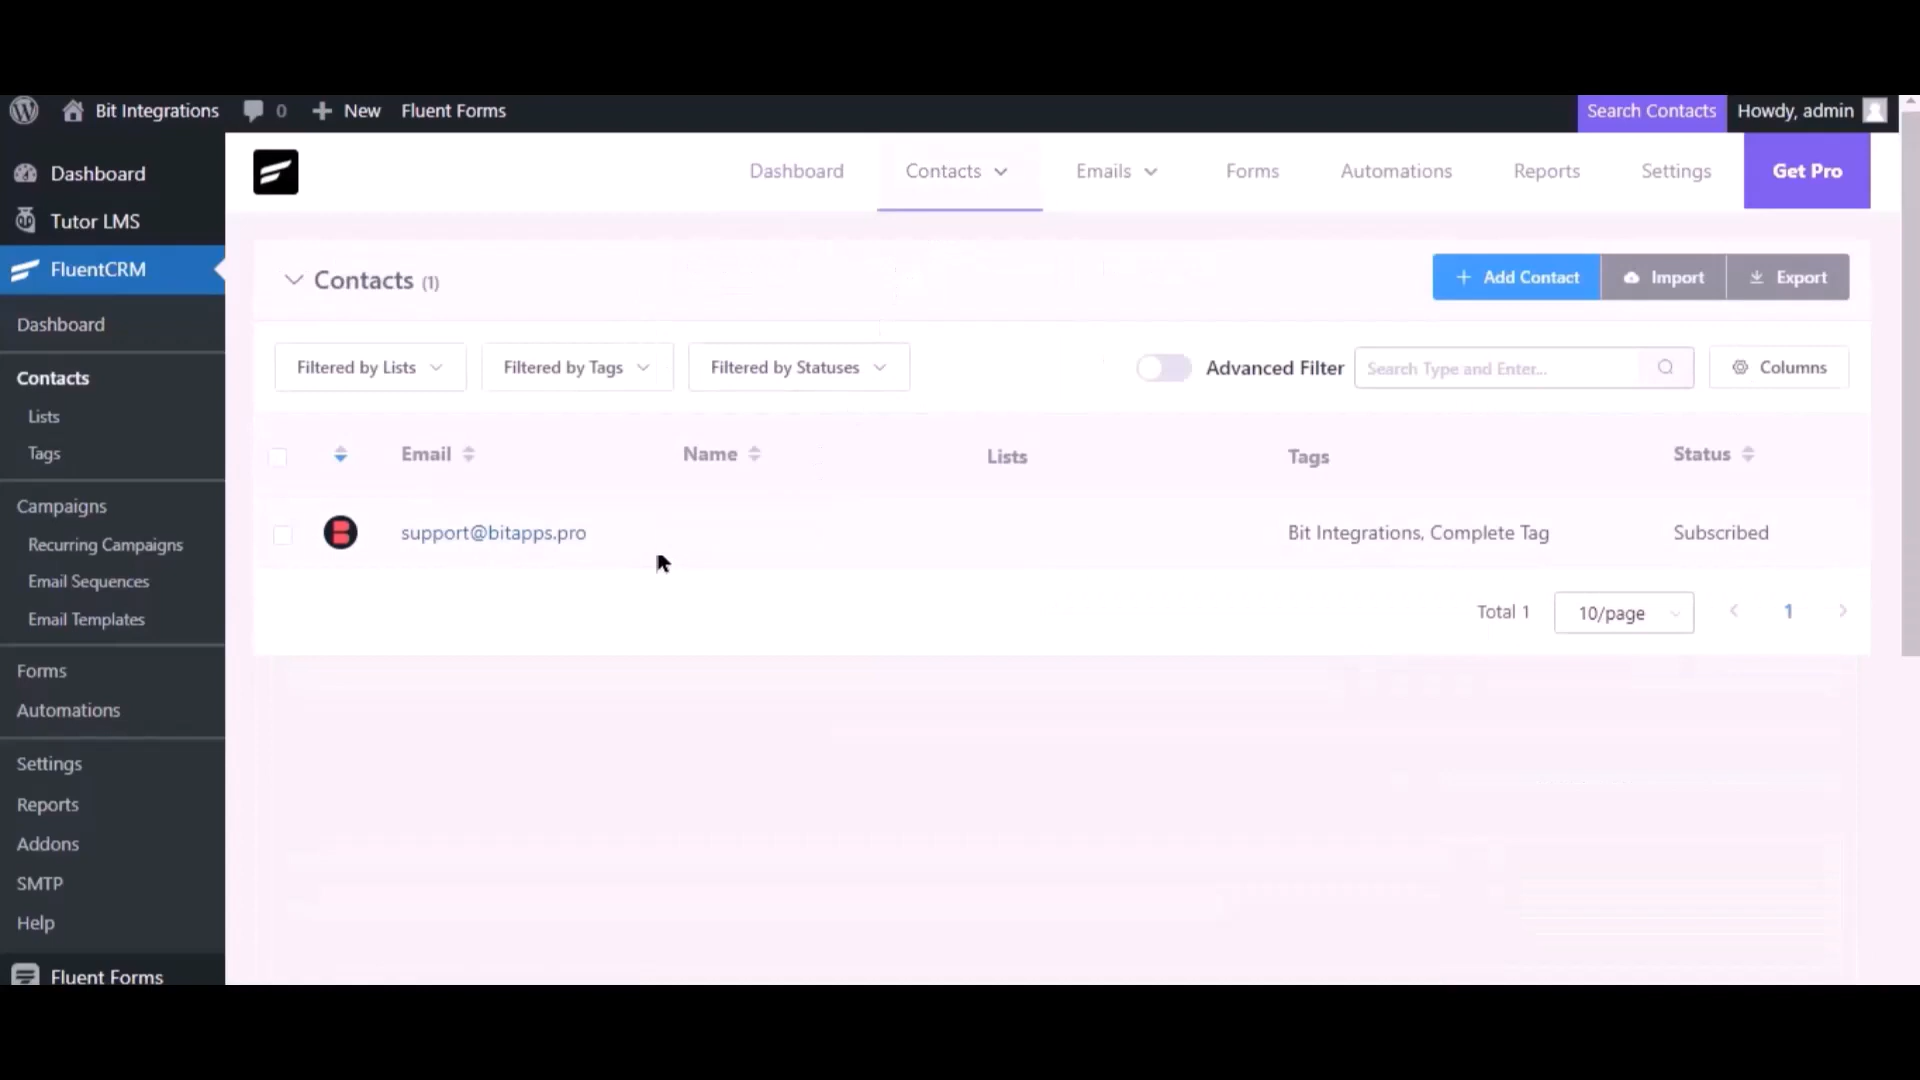 Bit Integrations 0 New Fluent Forms Search Contacts Howdy, admin
Dashboard
Tutor LMS
FluentCRM
Dashboard
Contacts
Lists
Tags
Campaigns
Recurring Campaigns
Email Sequences
Email Templates
Forms
Automations
Settings
Reports
Addons
SMTP
Help
Fluent Forms
Dashboard Contacts Emails Forms Automations Reports Settings Get Pro
Contacts (1) Add Contact Import Export
Filtered by Lists Filtered by Tags Filtered by Statuses Advanced Filter Search Type and Enter... Columns
Email Name Lists Tags Status
support@bitapps.pro Bit Integrations, Complete Tag Subscribed
Total 1 10/page 1